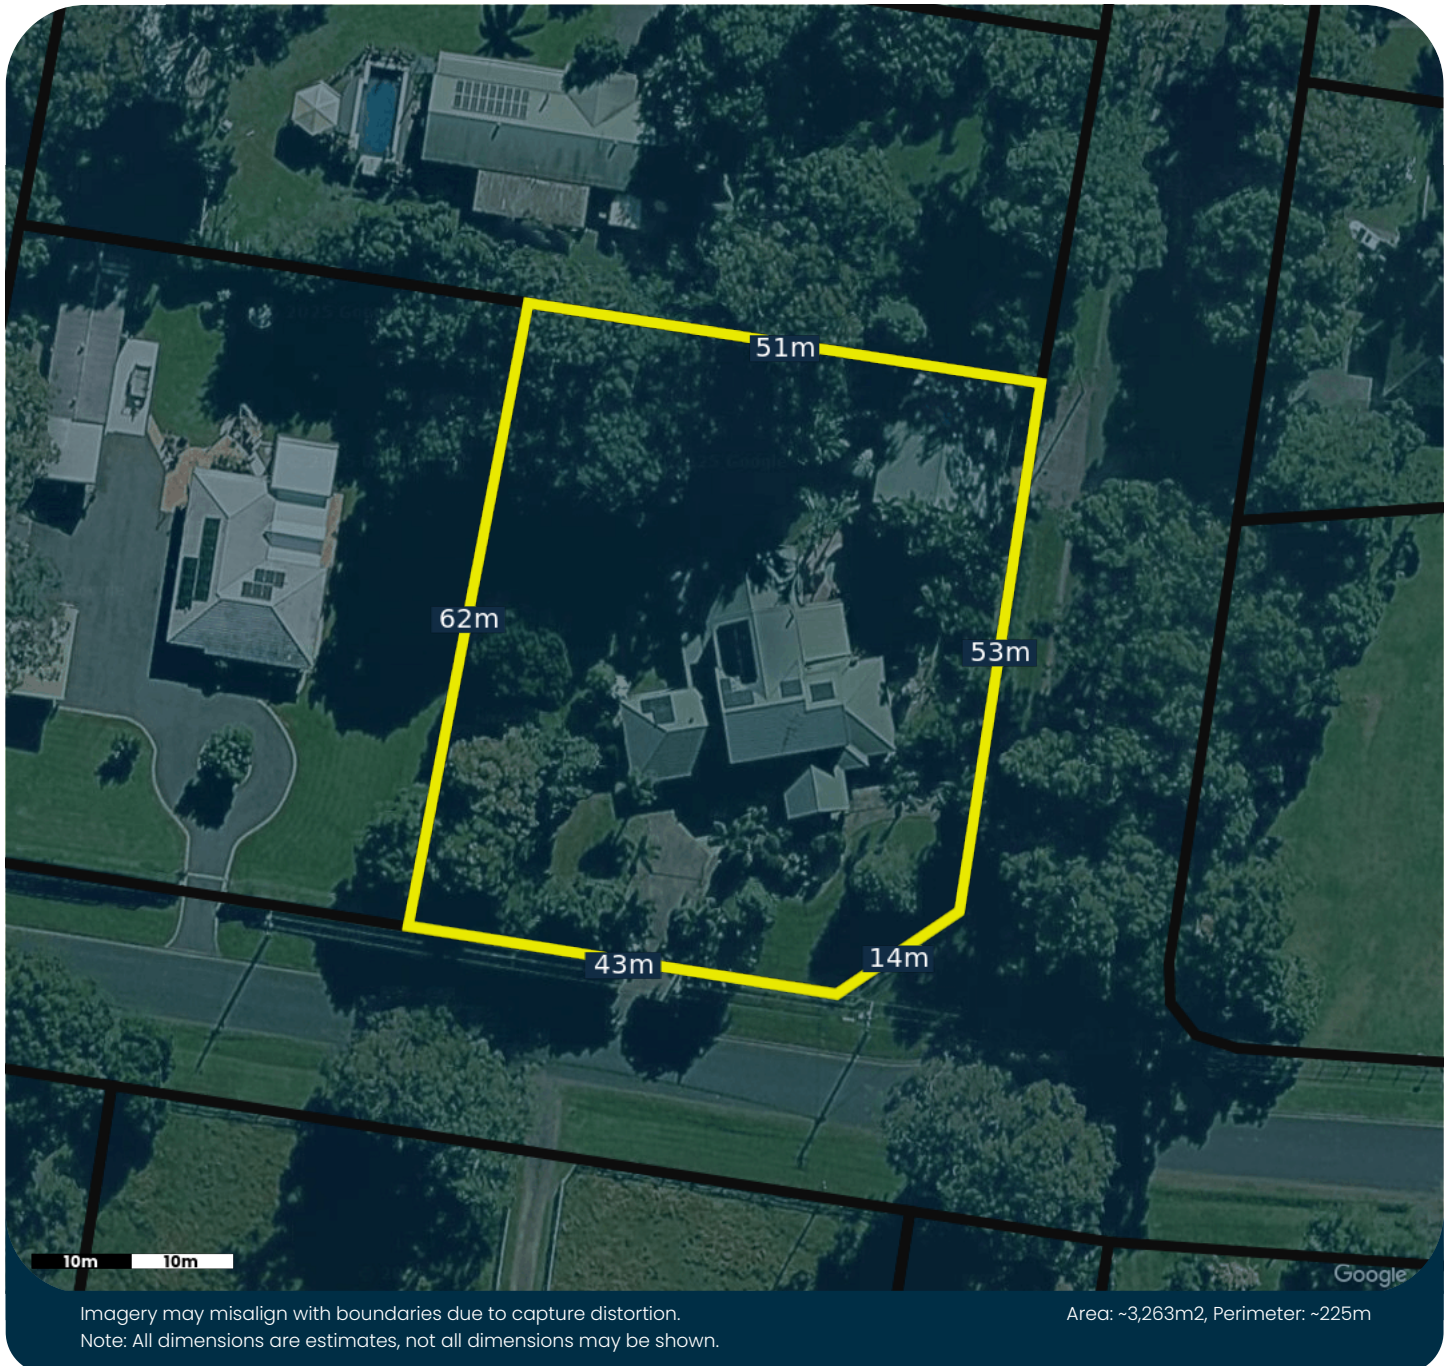 51m
62m
53m
14m
43m
10m 10m
Google
Imagery may misalign with boundaries due to capture distortion.
Note: All dimensions are estimates, not all dimensions may be shown.
Area: ~3,263m2, Perimeter: ~225m